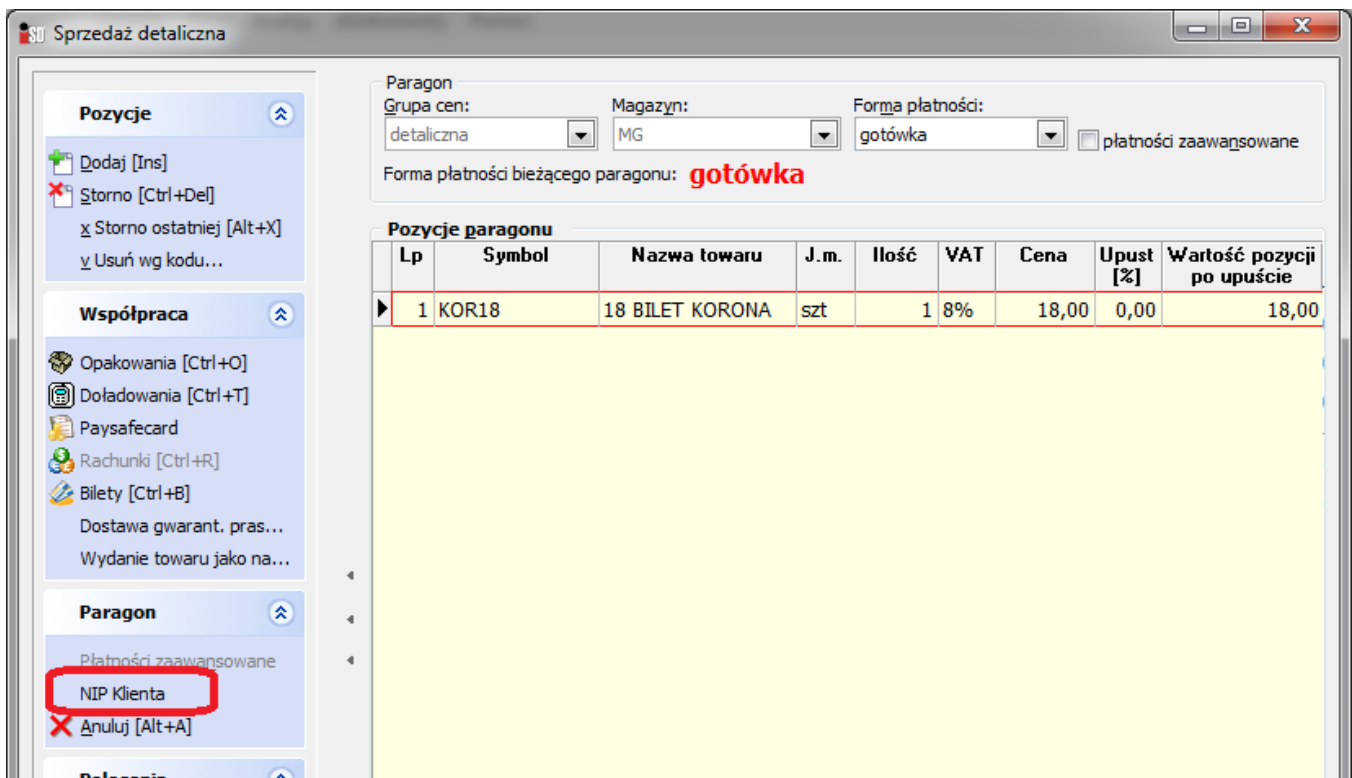 Sprzedaż detaliczna
Pozycje
Dodaj [Ins]
Storno [Ctrl+Del]
x Storno ostatniej [Alt+X]
v Usuń wg kodu...
Współpraca
Opakowania [Ctrl+O]
Doładowania [Ctrl+T]
Paysafecard
Rachunki [Ctrl+R]
Bilety [Ctrl+B]
Dostawa gwarant. pras...
Wydanie towaru jako na...
Paragon
Płatności zaawansowane
NIP Klienta
Anuluj [Alt+A]
Paragon
Grupa cen: Magazyn: Forma płatności:
detaliczna MG gotówka płatności zaawansowane
Forma płatności bieżącego paragonu: gotówka
Pozycje paragonu
Lp Symbol Nazwa towaru J.m. Ilość VAT Cena Upust [%] Wartość pozycji po upuście
1 KOR18 18 BILET KORONA szt 1 8% 18,00 0,00 18,00